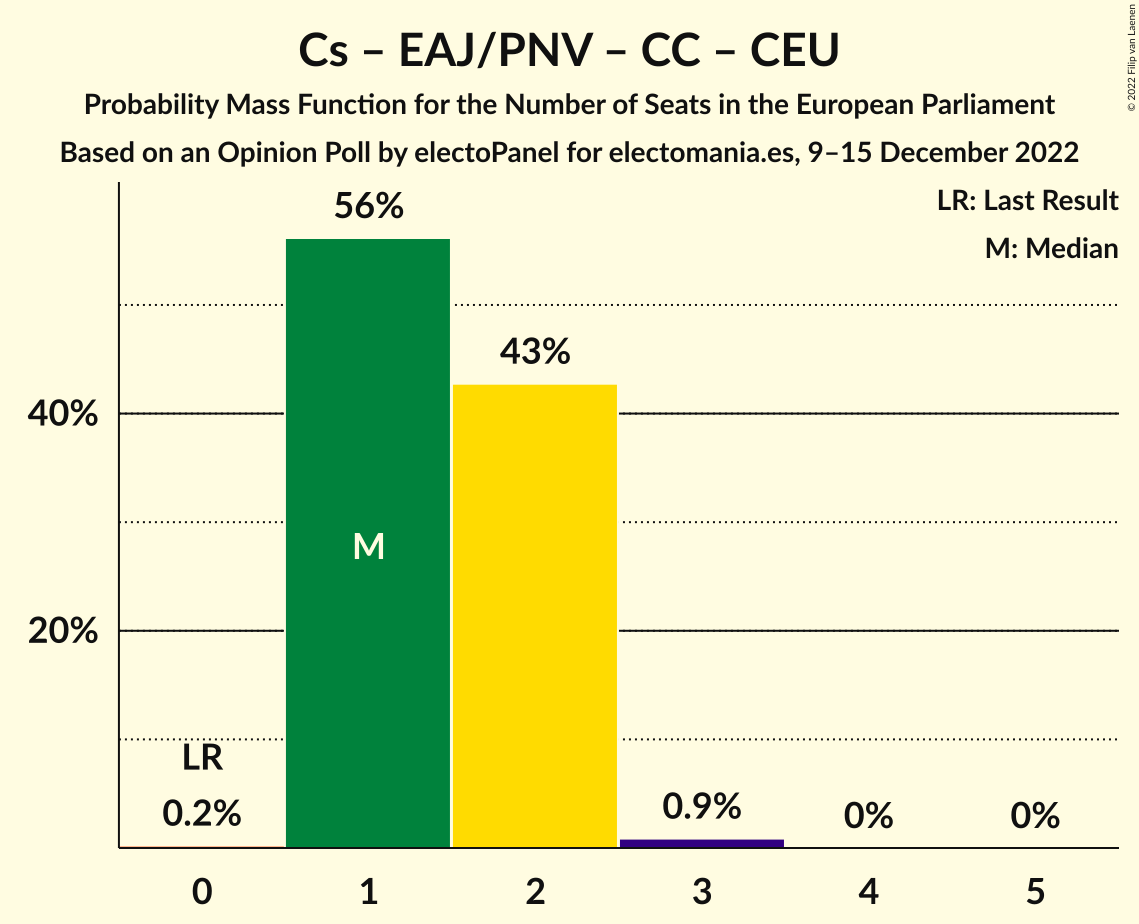 Cs – EAJ/PNV – CC – CEU
Probability Mass Function for the Number of Seats in the European Parliament
Based on an Opinion Poll by electoPanel for electomania.es, 9–15 December 2022
© 2022 Filip van Laenen
LR: Last Result
M: Median
56%
43%
40%
M
20%
LR
0.2%
0.9%
0%
0%
0
1
2
3
4
5